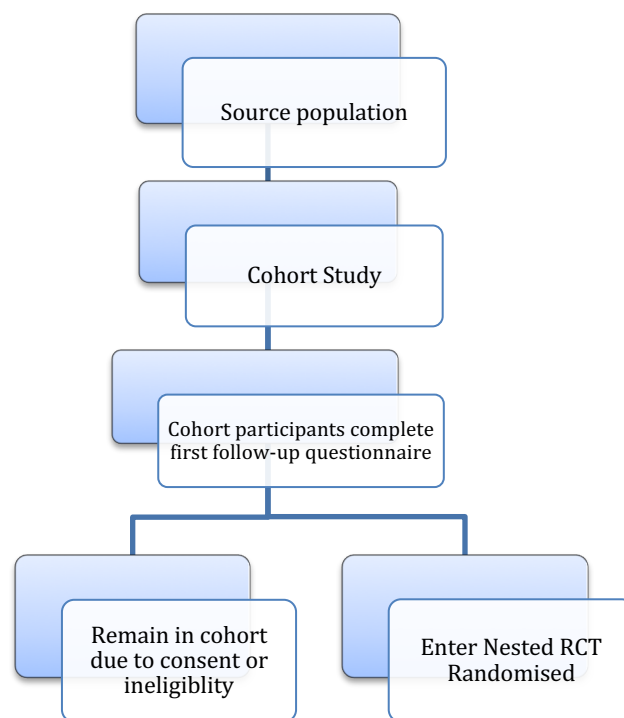 Source population
Cohort Study
Cohort participants complete
first follow-up questionnaire
Remain in cohort
due to consent or
ineligiblity
Enter Nested RCT
Randomised